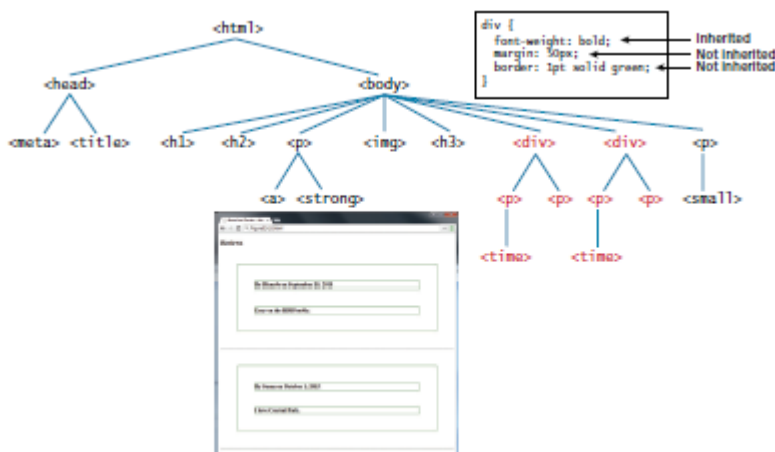 <html>
div {
font-weight: bold;
margin: 50px;
border: 1pt solid green;
}
Inherited
Not Inherited
Not Inherited
<head> <body>
<meta> <title> <h1> <h2> <p> <img> <h3> <div> <div> <p>
<a> <strong> <p> <p> <p> <p> <small>
<time> <time>
Reviews